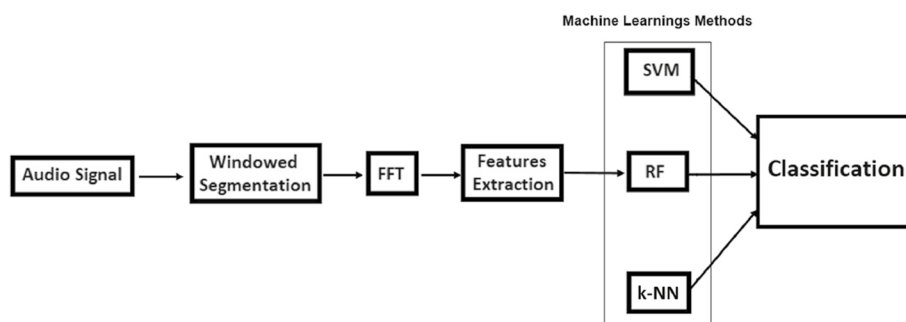 Machine Learnings Methods
SVM
Audio Signal
Windowed
Segmentation
FFT
Features
Extraction
RF
Classification
k-NN